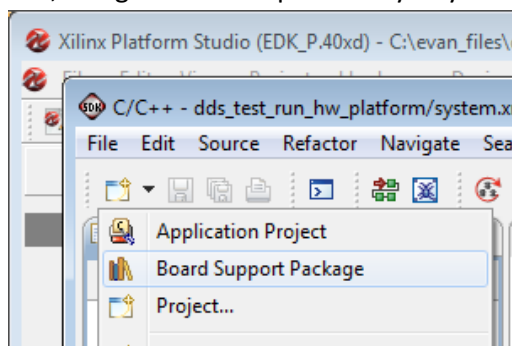 Xilinx Platform Studio (EDK_P.40xd) - C:\evan_files\
C/C++ - dds_test_run_hw_platform/system.x
File Edit Source Refactor Navigate Sea
Application Project
Board Support Package
Project...